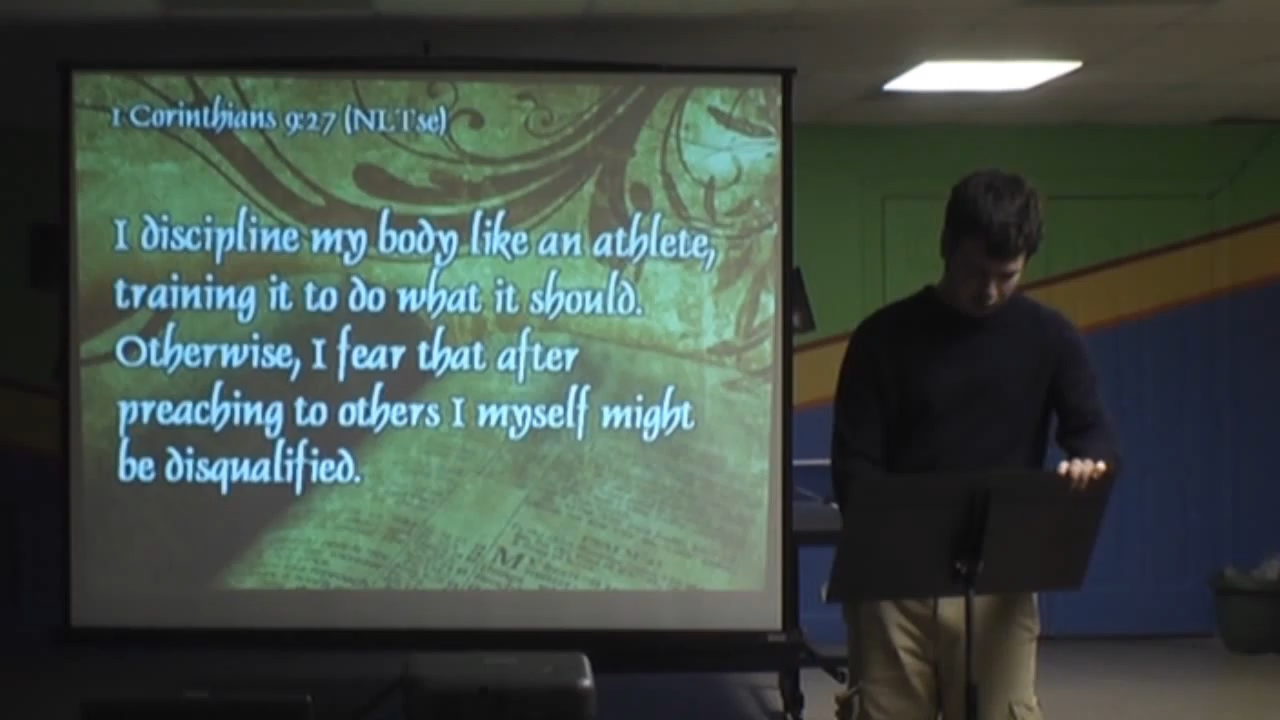 1 Corinthians 9:27 (NLTse)
I discipline my body like an athlete,
training it to do what it should.
Otherwise, I fear that after
preaching to others I myself might
be disqualified.